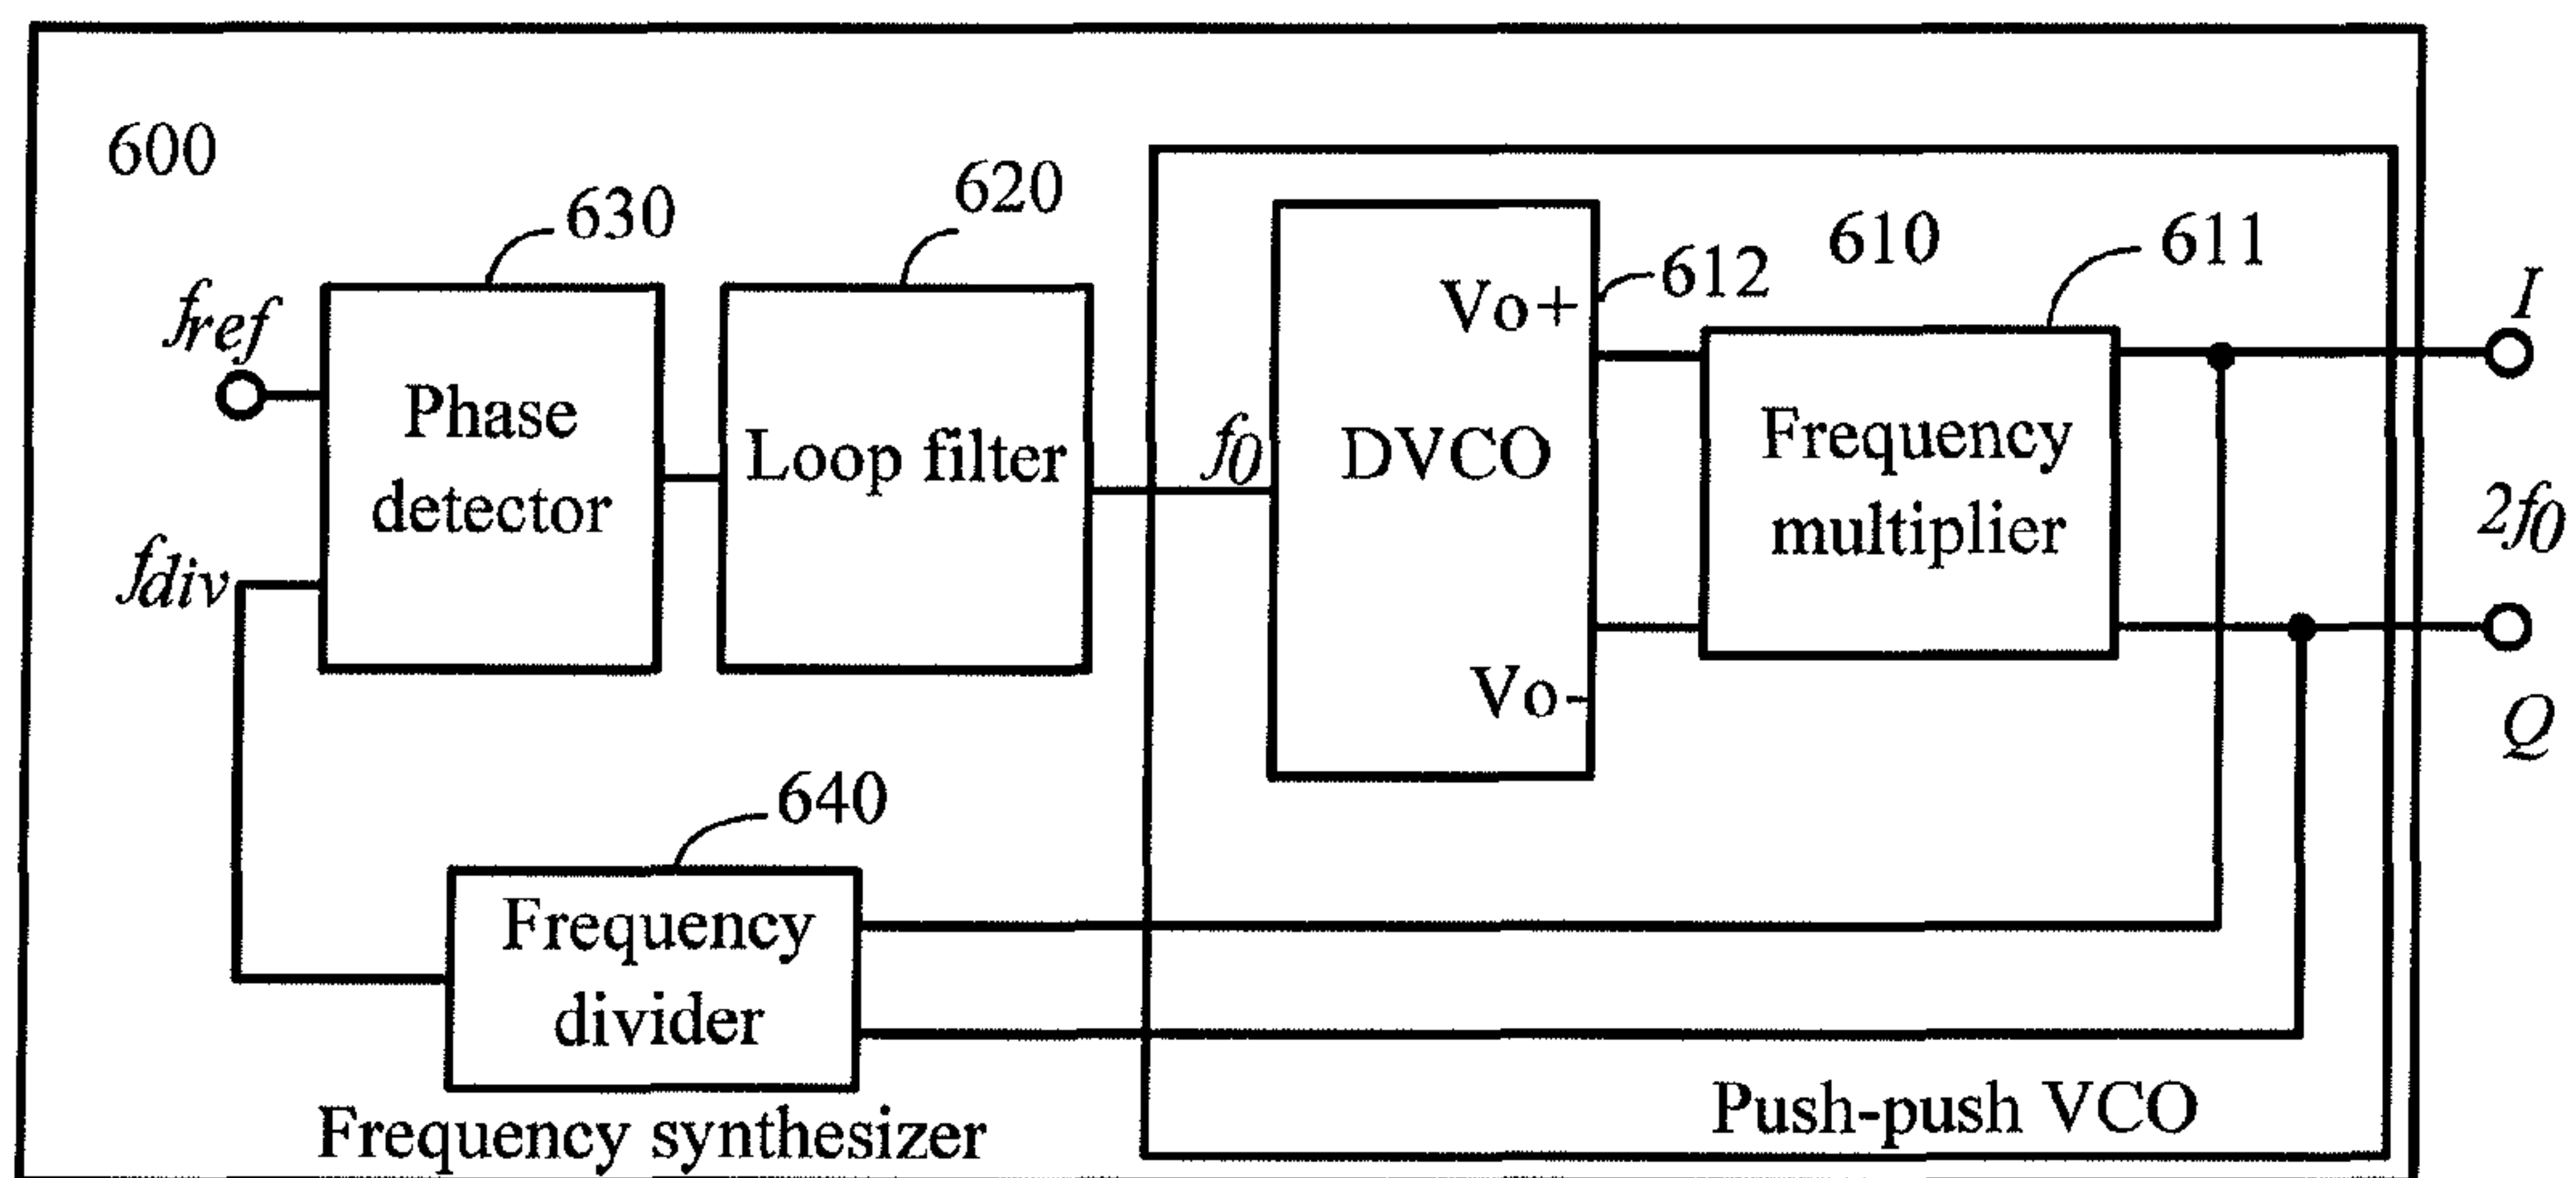 600
630
620
fref
Phase
detector
fdiv
Loop filter
f0
Vo+
DVCO
Vo-
612
610
611
Frequency
multiplier
I
2f0
Q
640
Frequency
divider
Frequency synthesizer
Push-push VCO